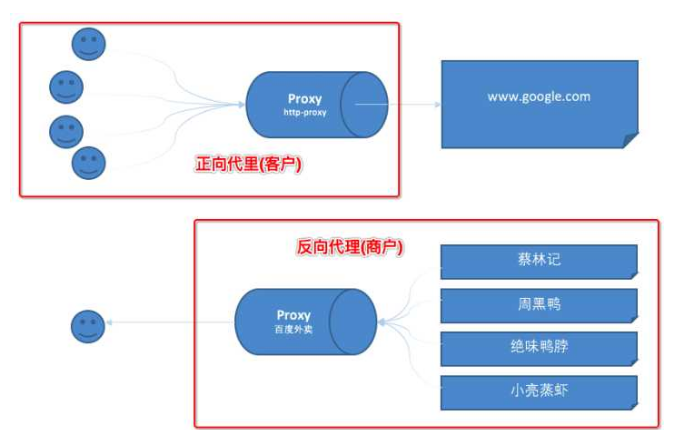 Proxy
http-proxy
www.google.com
正向代里(客户)
反向代理(商户)
蔡林记
Proxy
百度外卖
周黑鸭
绝味鸭脖
小亮蒸虾